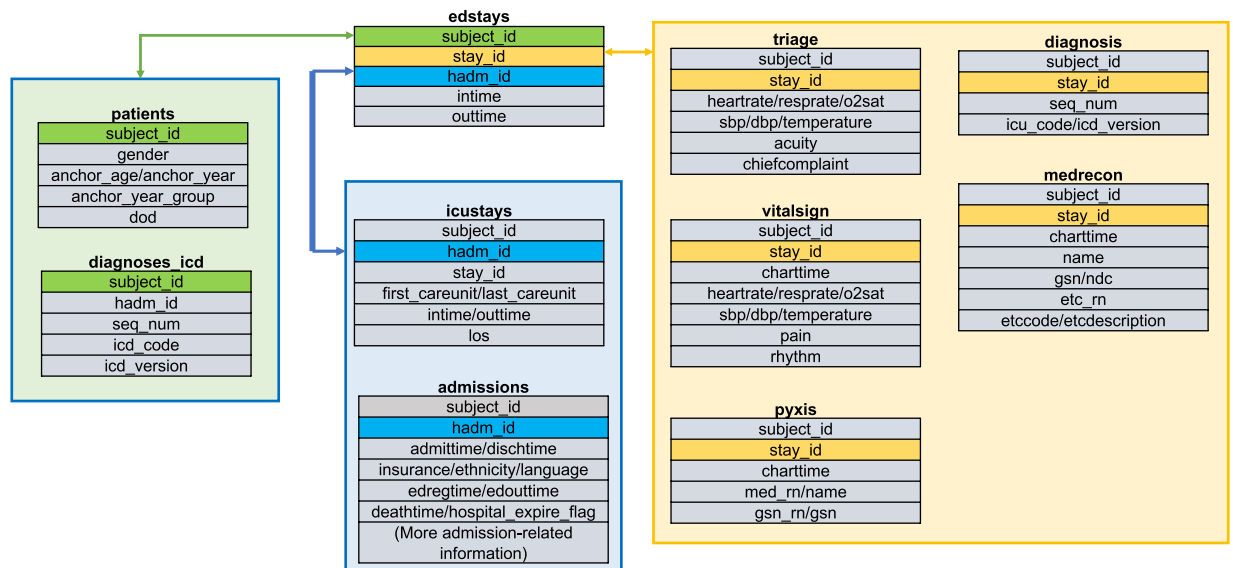 edstays
subject_id
stay_id
hadm_id
intime
outtime
patients
subject_id
gender
anchor_age/anchor_year
anchor_year_group
dod
diagnoses_icd
subject_id
hadm_id
seq_num
icd_code
icd_version
icustays
subject_id
hadm_id
stay_id
first_careunit/last_careunit
intime/outtime
los
admissions
subject_id
hadm_id
admittime/dischtime
insurance/ethnicity/language
edregtime/edouttime
deathtime/hospital_expire_flag
(More admission-related
information)
triage
subject_id
stay_id
heartrate/resprate/o2sat
sbp/dbp/temperature
acuity
chiefcomplaint
vitalsign
subject_id
stay_id
charttime
heartrate/resprate/o2sat
sbp/dbp/temperature
pain
rhythm
pyxis
subject_id
stay_id
charttime
med_rn/name
gsn_rn/gsn
diagnosis
subject_id
stay_id
seq_num
icu_code/icd_version
medrecon
subject_id
stay_id
charttime
name
gsn/ndc
etc_rn
etccode/etcdescription